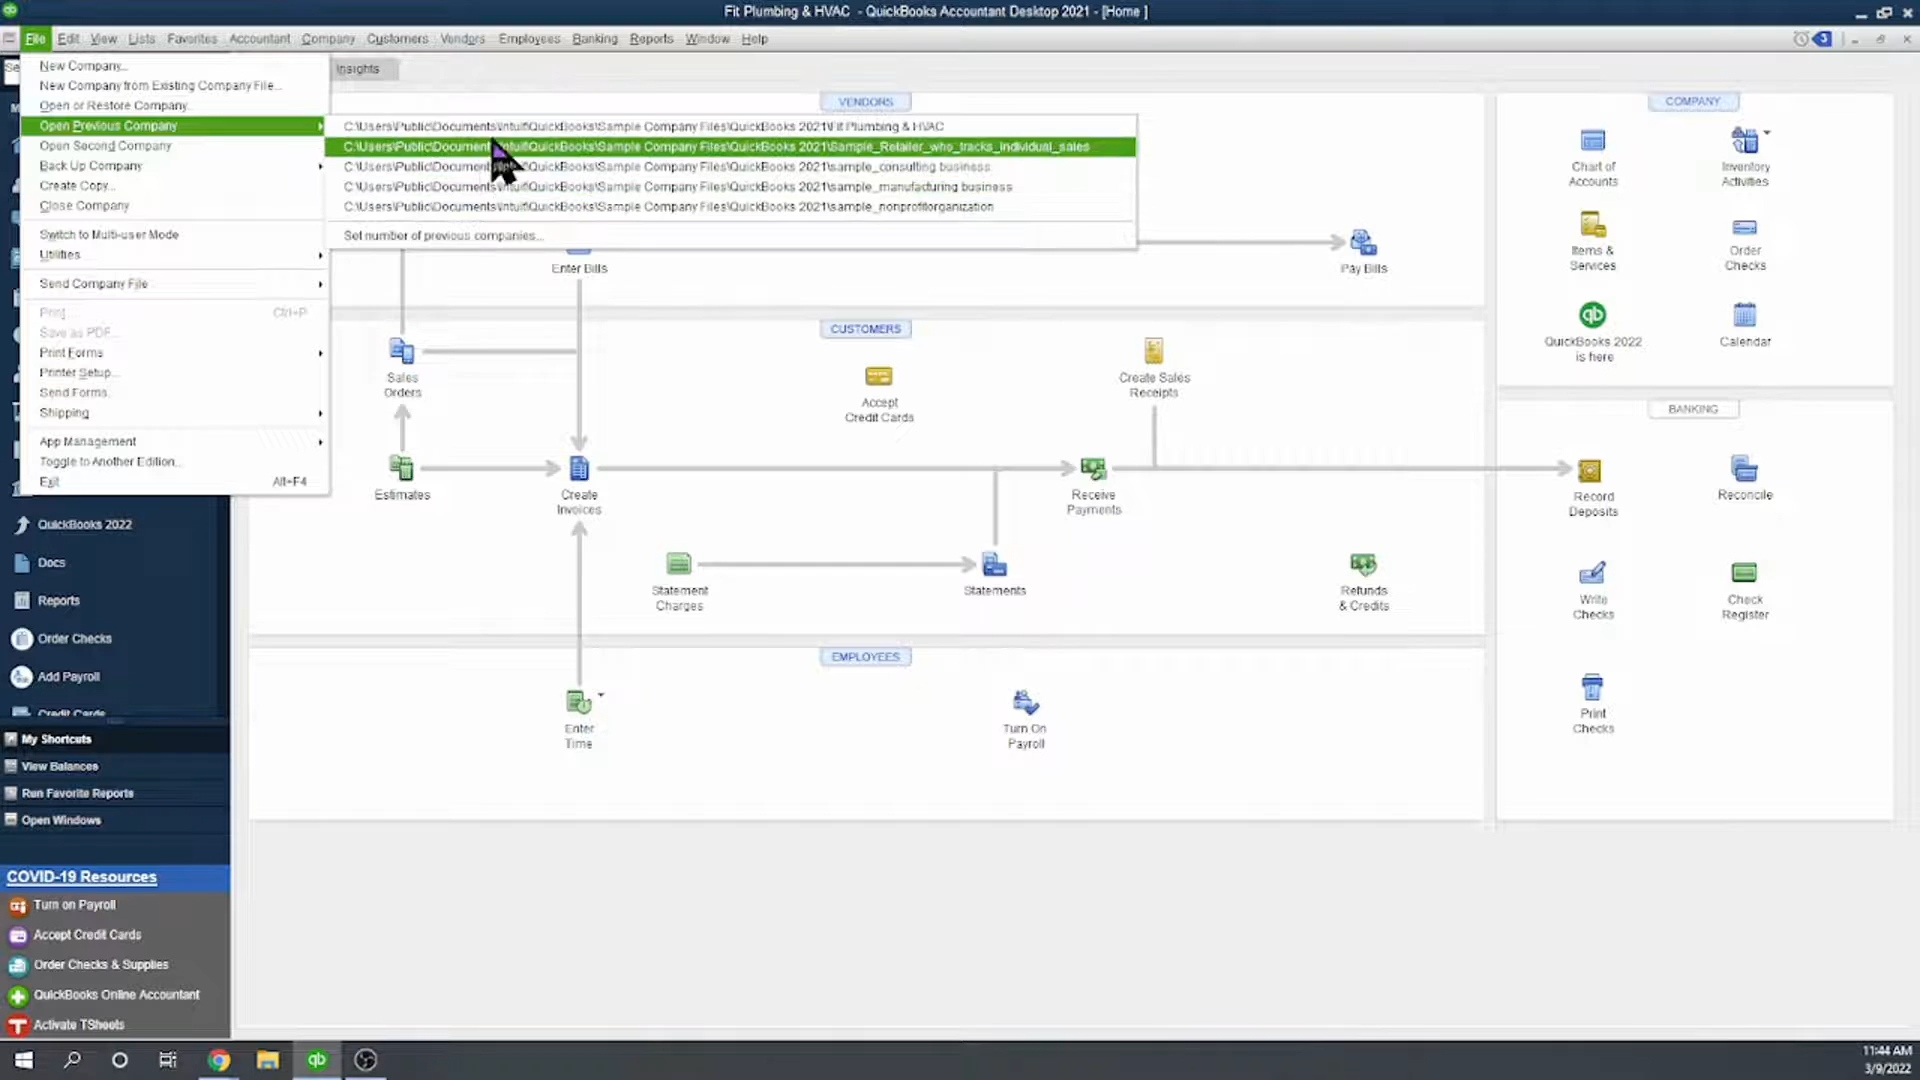 Fit Plumbing & HVAC - QuickBooks Accountant Desktop 2021 - [Home ]
File Edit View Lists Favorites Accountant Company Customers Vendors Employees Banking Reports Window Help
3
Insights
New Company...
New Company from Existing Company File...
Open or Restore Company...
Open Previous Company
Open Second Company
Back Up Company
Create Copy...
Close Company
Switch to Multi-user Mode
Utilities
Send Company File
Print... Ctrl+P
Save as PDF...
Print Forms
Printer Setup...
Send Forms...
Shipping
App Management
Toggle to Another Edition...
Exit Alt+F4
C:\Users\Public\Documents\Intuit\QuickBooks\Sample Company Files\QuickBooks 2021\Fit Plumbing & HVAC
C:\Users\Public\Documents\Intuit\QuickBooks\Sample Company Files\QuickBooks 2021\Sample_Retailer_who_tracks_individual_sales
C:\Users\Public\Documents\Intuit\QuickBooks\Sample Company Files\QuickBooks 2021\sample_consulting business
C:\Users\Public\Documents\Intuit\QuickBooks\Sample Company Files\QuickBooks 2021\sample_manufacturing business
C:\Users\Public\Documents\Intuit\QuickBooks\Sample Company Files\QuickBooks 2021\sample_nonprofitorganization
Set number of previous companies...
VENDORS
Enter Bills
Pay Bills
CUSTOMERS
Sales
Orders
Accept
Credit Cards
Create Sales
Receipts
Estimates
Create
Invoices
Receive
Payments
Statement
Charges
Statements
Refunds
& Credits
EMPLOYEES
Enter
Time
Turn On
Payroll
COMPANY
Chart of
Accounts
Inventory
Activities
Items &
Services
Order
Checks
QuickBooks 2022
is here
Calendar
BANKING
Record
Deposits
Reconcile
Write
Checks
Check
Register
Print
Checks
QuickBooks 2022
Docs
Reports
Order Checks
Add Payroll
Credit Cards
My Shortcuts
View Balances
Run Favorite Reports
Open Windows
COVID-19 Resources
Turn on Payroll
Accept Credit Cards
Order Checks & Supplies
QuickBooks Online Accountant
Activate TSheets
11:44 AM
3/9/2022